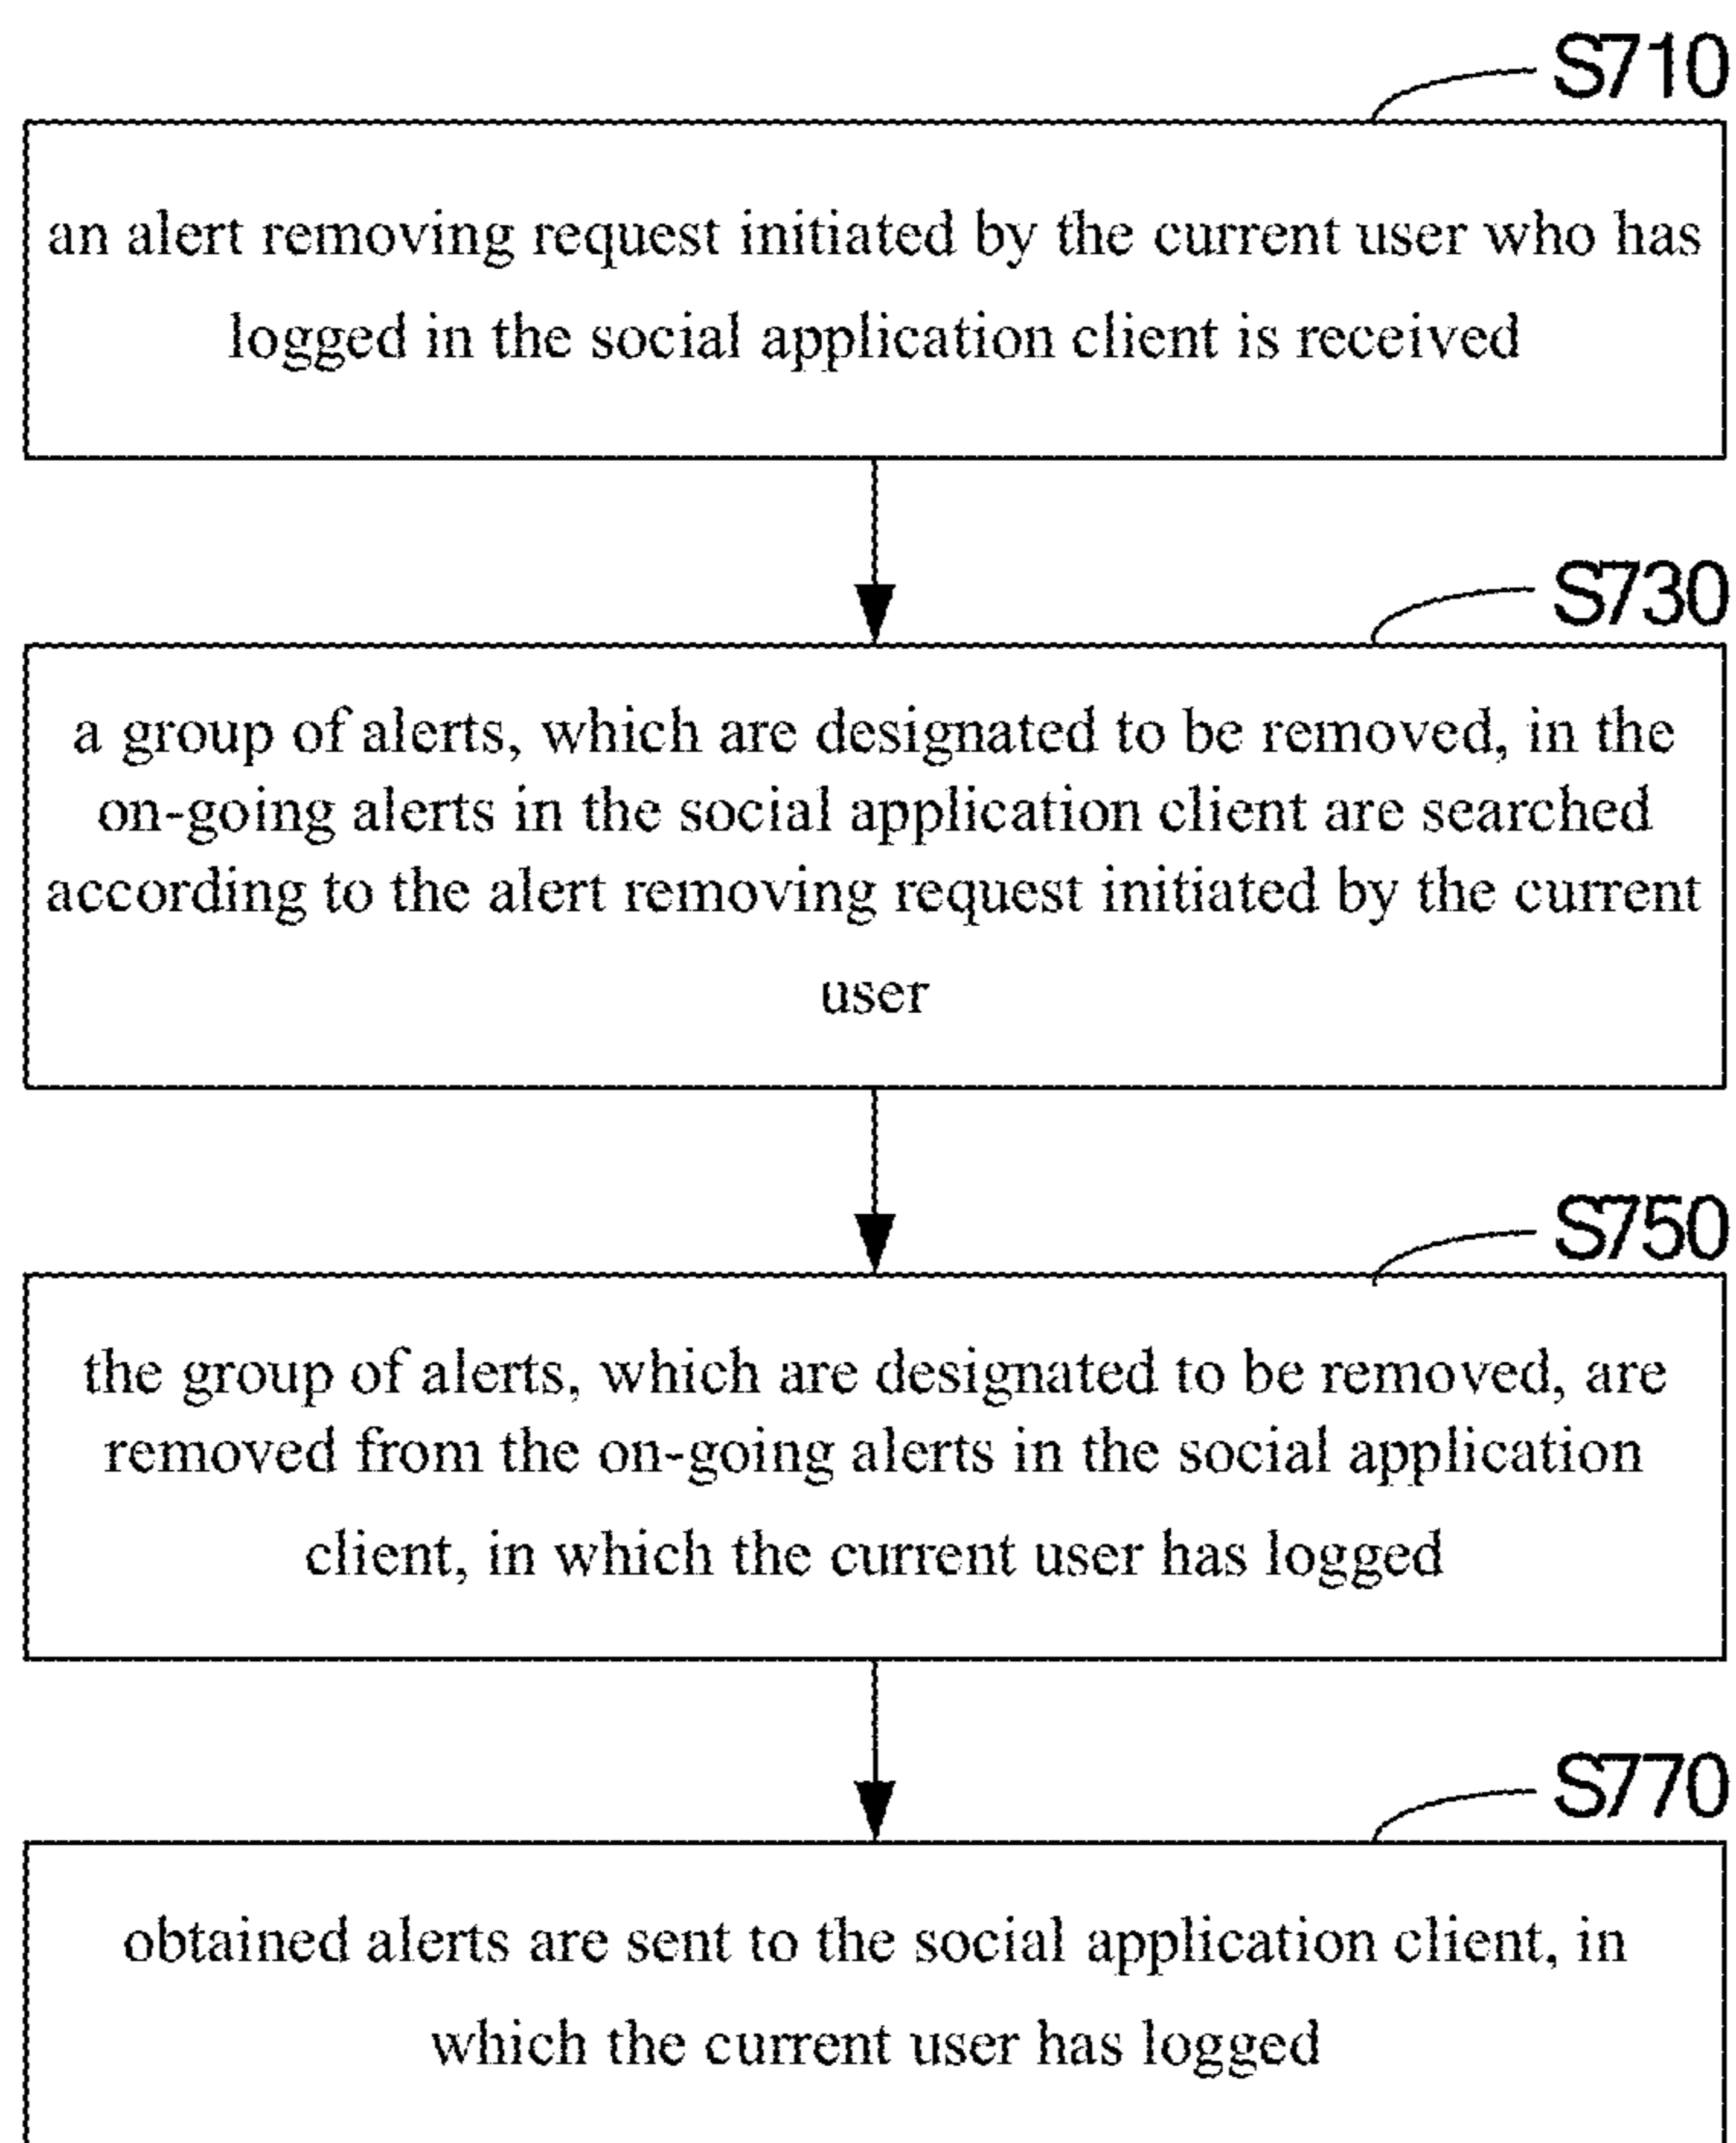 S710
an alert removing request initiated by the current user who has
logged in the social application client is received
S730
a group of alerts, which are designated to be removed, in the
on-going alerts in the social application client are searched
according to the alert removing request initiated by the current
user
S750
the group of alerts, which are designated to be removed, are
removed from the on-going alerts in the social application
client, in which the current user has logged
S770
obtained alerts are sent to the social application client, in
which the current user has logged